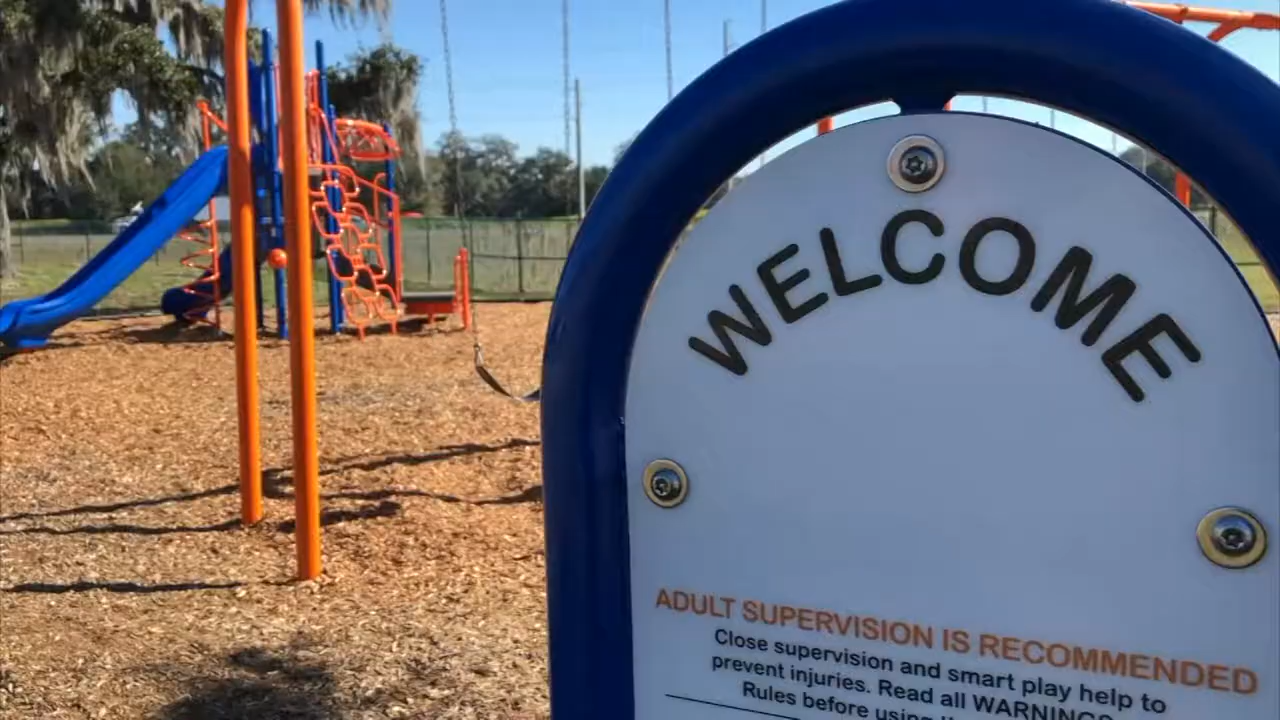 WELCOME
ADULT SUPERVISION IS RECOMMENDED
Close supervision and smart play help to
prevent injuries. Read all WARNINGS
Rules before using